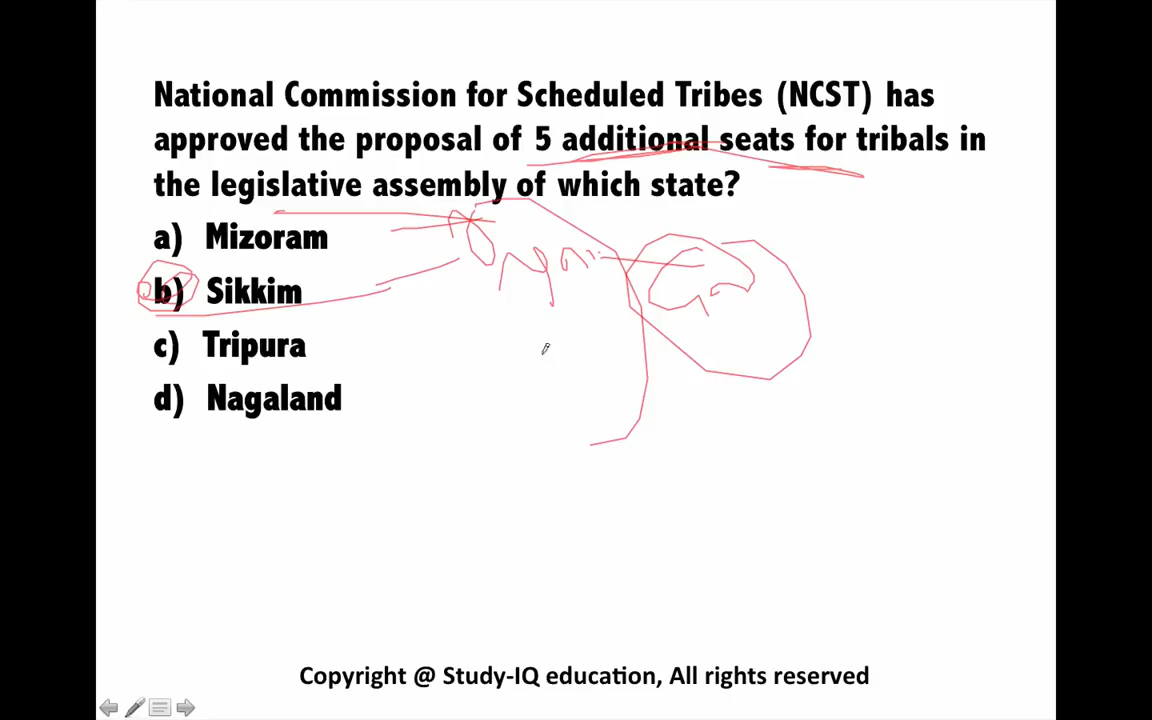 National Commission for Scheduled Tribes (NCST) has
approved the proposal of 5 additional seats for tribals in
the legislative assembly of which state?
a) Mizoram
b) Sikkim
c) Tripura
d) Nagaland
Copyright @ Study-IQ education, All rights reserved